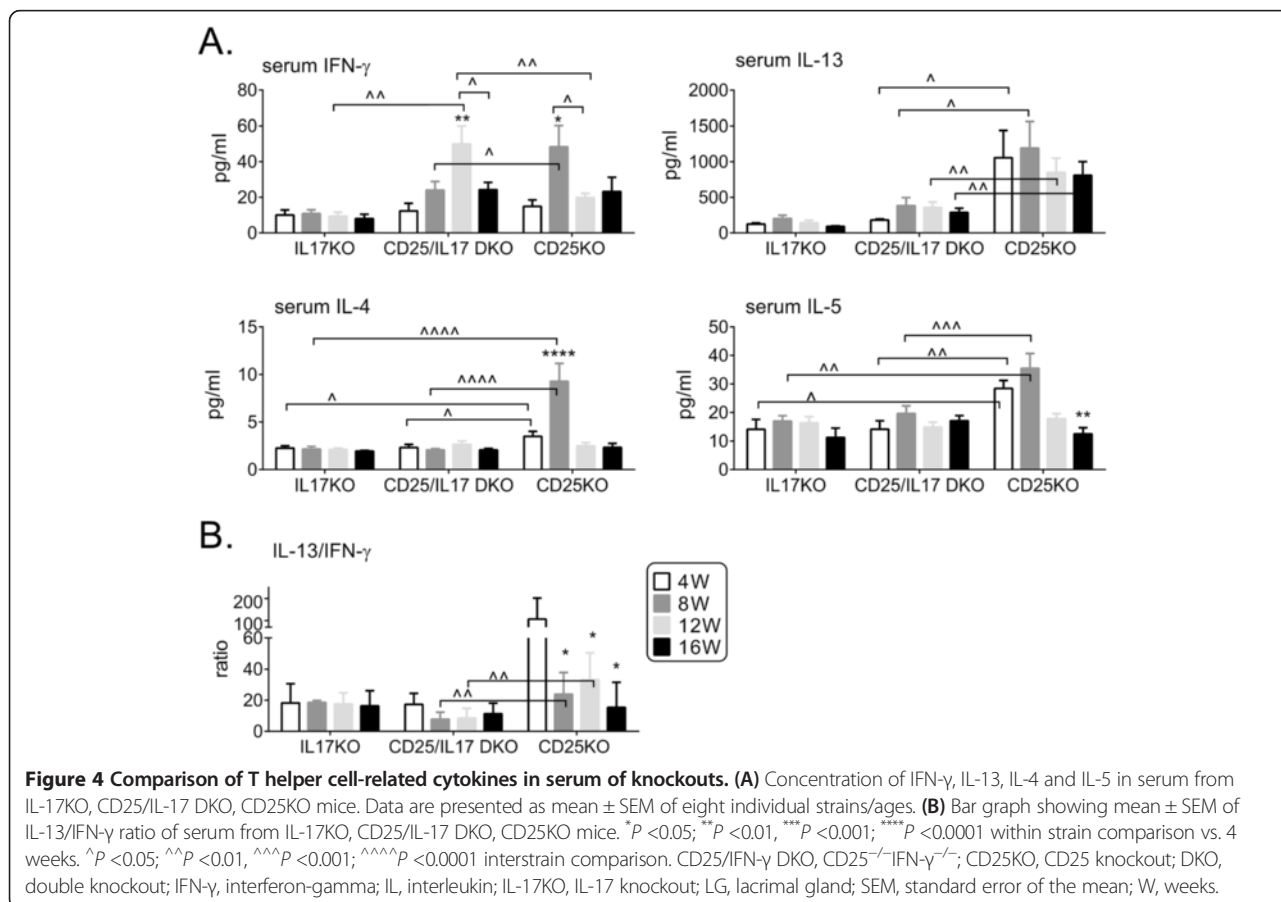 A.
serum IFN-γ
pg/ml
80
60
40
20
0
^^
^^
^
**
^
*
^
IL17KO CD25/IL17 DKO CD25KO
serum IL-13
pg/ml
2000
1500
1000
500
0
^
^
^^
^^
IL17KO CD25/IL17 DKO CD25KO
serum IL-4
pg/ml
15
10
5
0
^^^^
****
^^^^
^
^
IL17KO CD25/IL17 DKO CD25KO
serum IL-5
pg/ml
50
40
30
20
10
0
^^^
^^
^^
^
**
IL17KO CD25/IL17 DKO CD25KO
B.
IL-13/IFN-γ
ratio
200
100
60
40
20
0
^^
^^
*
*
*
IL17KO CD25/IL17 DKO CD25KO
4W
8W
12W
16W
Figure 4 Comparison of T helper cell-related cytokines in serum of knockouts. (A) Concentration of IFN-γ, IL-13, IL-4 and IL-5 in serum from
IL-17KO, CD25/IL-17 DKO, CD25KO mice. Data are presented as mean ± SEM of eight individual strains/ages. (B) Bar graph showing mean ± SEM of
IL-13/IFN-γ ratio of serum from IL-17KO, CD25/IL-17 DKO, CD25KO mice. *P <0.05; **P <0.01, ***P <0.001; ****P <0.0001 within strain comparison vs. 4
weeks. ^P <0.05; ^^P <0.01, ^^^P <0.001; ^^^^P <0.0001 interstrain comparison. CD25/IFN-γ DKO, CD25−/−IFN-γ−/−; CD25KO, CD25 knockout; DKO,
double knockout; IFN-γ, interferon-gamma; IL, interleukin; IL-17KO, IL-17 knockout; LG, lacrimal gland; SEM, standard error of the mean; W, weeks.